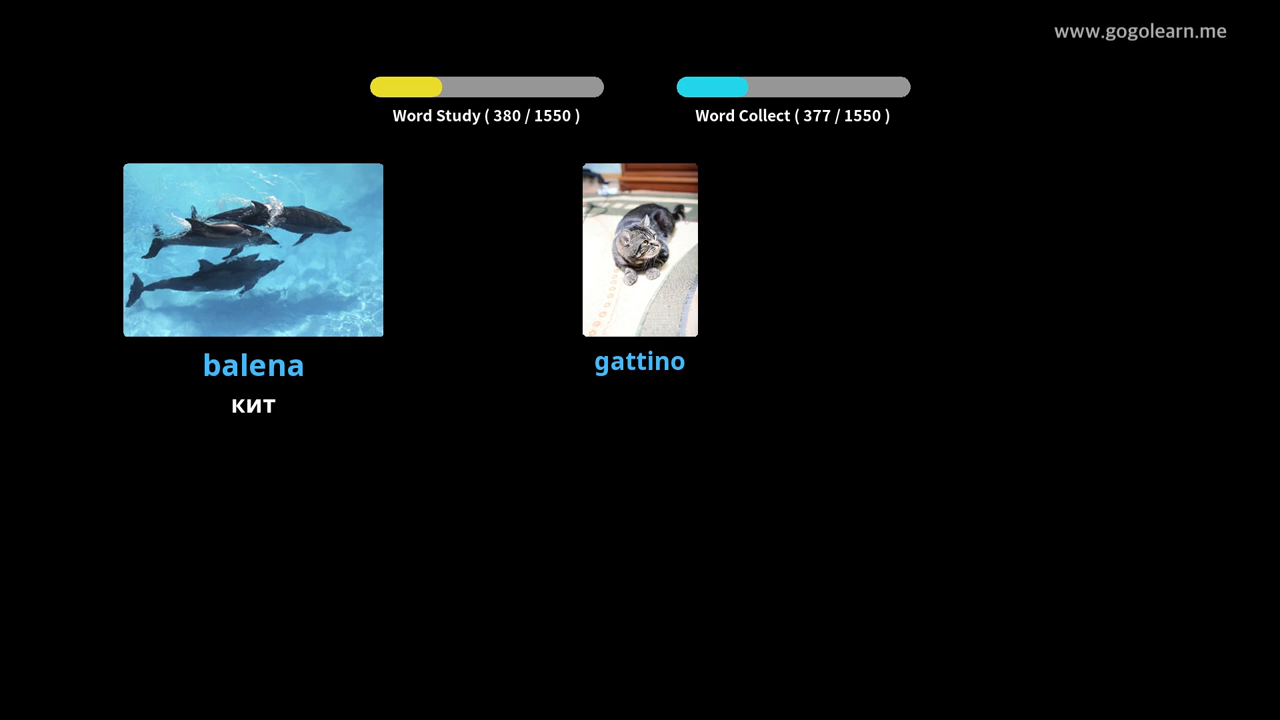 www.gogolearn.me
Word Study ( 380 / 1550 )
Word Collect ( 377 / 1550 )
balena
кит
gattino